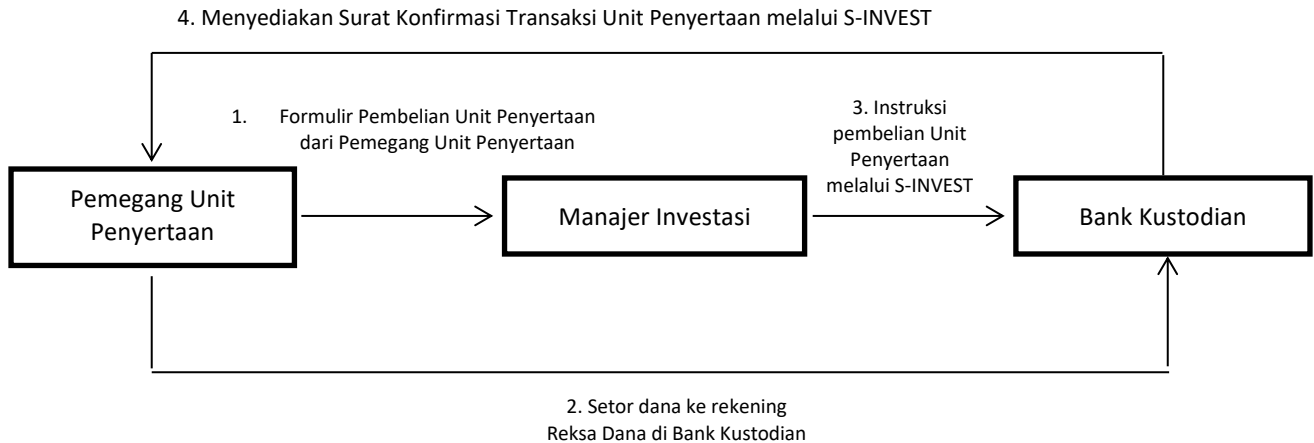 4. Menyediakan Surat Konfirmasi Transaksi Unit Penyertaan melalui S-INVEST
1. Formulir Pembelian Unit Penyertaan
dari Pemegang Unit Penyertaan
3. Instruksi
pembelian Unit
Penyertaan
melalui S-INVEST
Pemegang Unit
Penyertaan
Manajer Investasi
Bank Kustodian
2. Setor dana ke rekening
Reksa Dana di Bank Kustodian